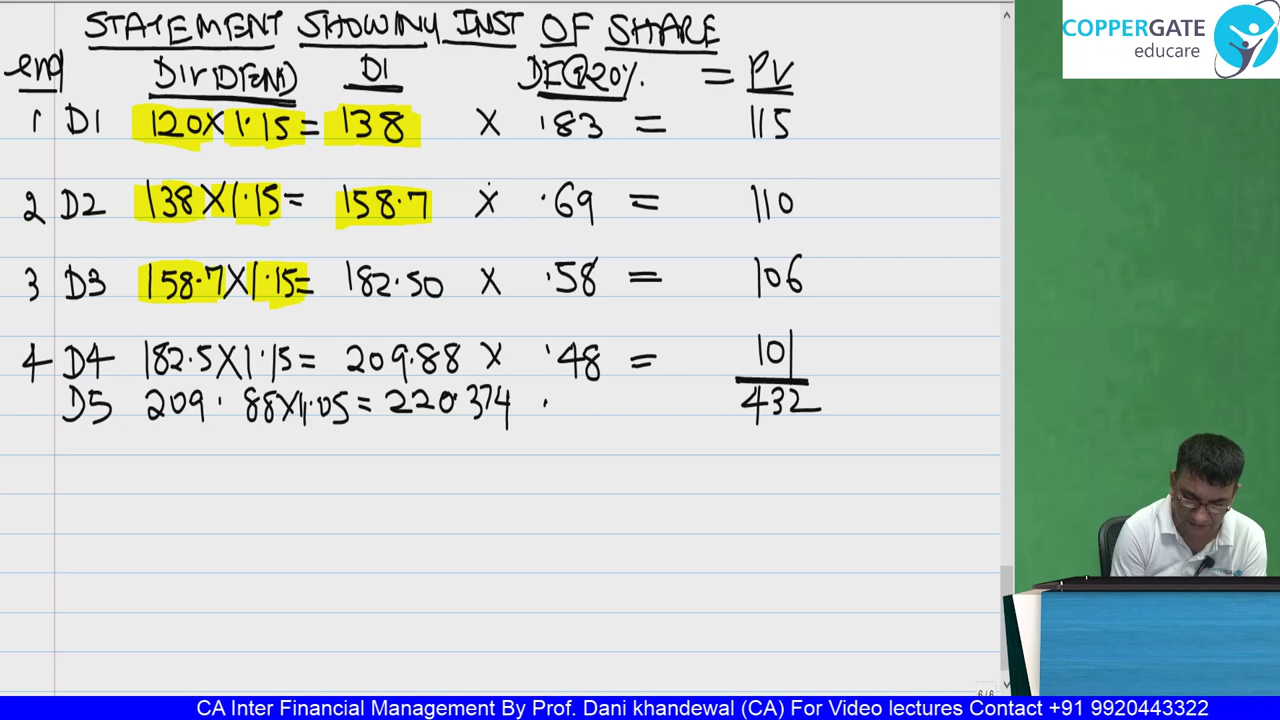 STATEMENT SHOWING INST OF SHARE
end DIVIDEND D1 DF@20% = PV
1 D1 120X1.15= 138 X .83 = 115
2 D2 138X1.15= 158.7 X .69 = 110
3 D3 158.7X1.15= 182.50 X .58 = 106
4 D4 182.5X1.15= 209.88 X .48 = 101
D5 209.88X1.05= 220.374 432
COPPERGATE
educare
6/6
CA Inter Financial Management By Prof. Dani khandewal (CA) For Video lectures Contact +91 9920443322